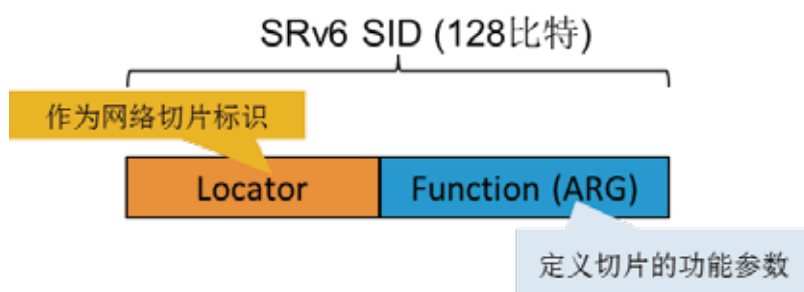 SRv6 SID (128比特)
作为网络切片标识
Locator
Function (ARG)
定义切片的功能参数